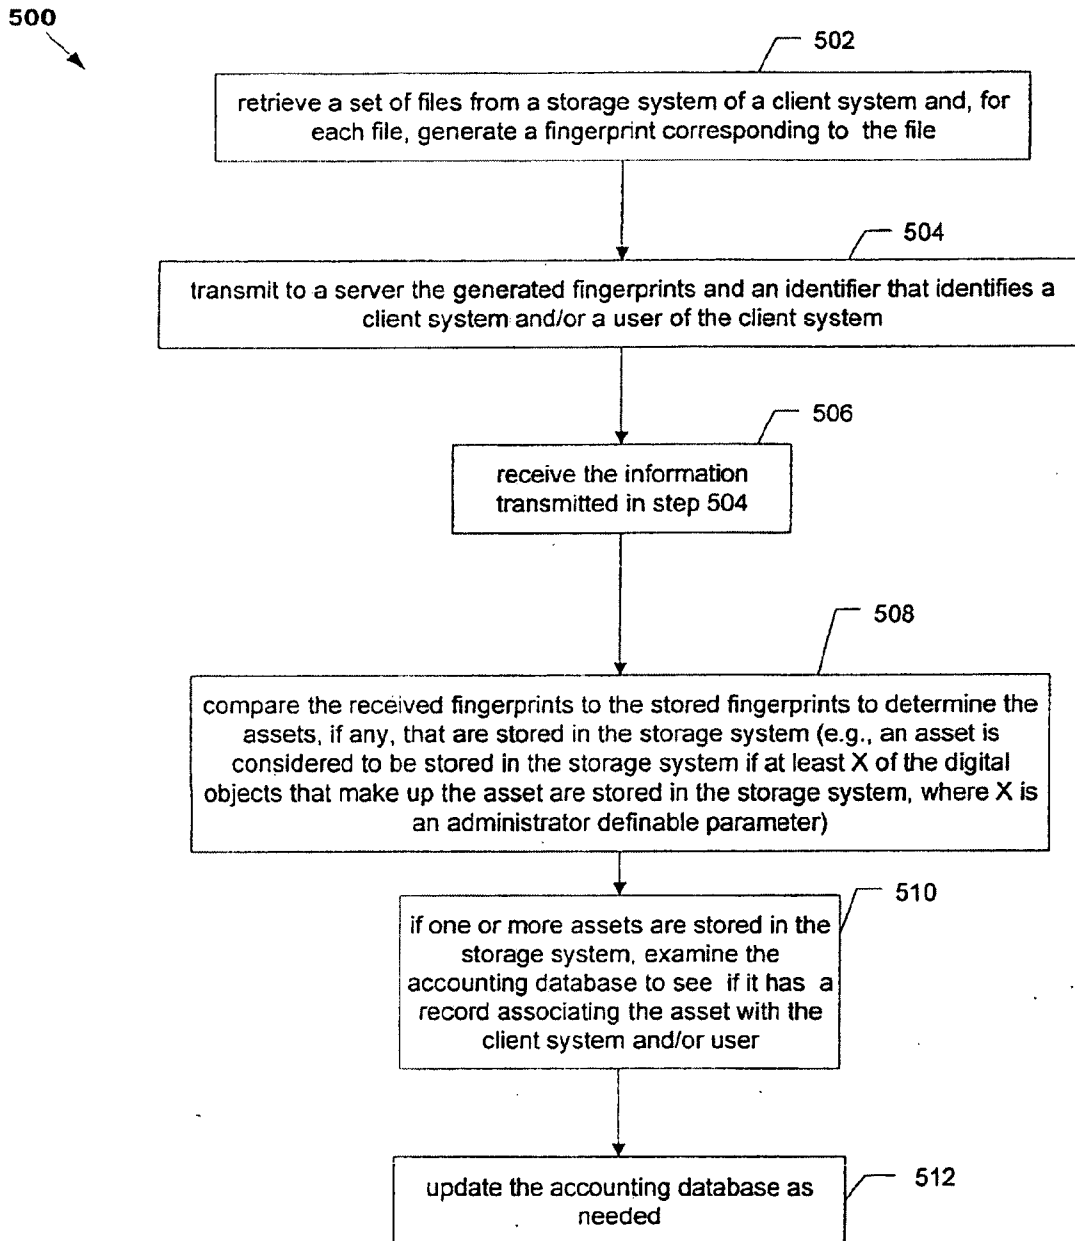 500
502
retrieve a set of files from a storage system of a client system and, for
each file, generate a fingerprint corresponding to the file
504
transmit to a server the generated fingerprints and an identifier that identifies a
client system and/or a user of the client system
506
receive the information
transmitted in step 504
508
compare the received fingerprints to the stored fingerprints to determine the
assets, if any, that are stored in the storage system (e.g., an asset is
considered to be stored in the storage system if at least X of the digital
objects that make up the asset are stored in the storage system, where X is
an administrator definable parameter)
510
if one or more assets are stored in the
storage system, examine the
accounting database to see if it has a
record associating the asset with the
client system and/or user
512
update the accounting database as
needed